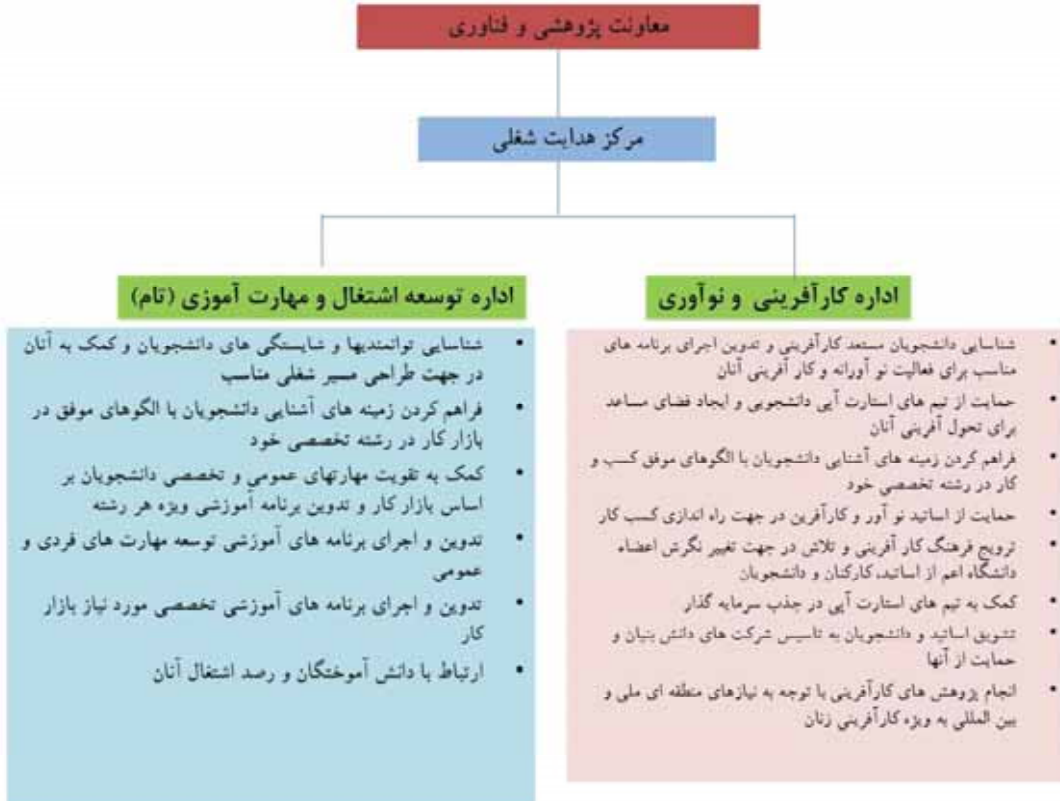 معاونت پژوهشی و فناوری
مرکز هدایت شغلی
اداره کارآفرینی و نوآوری
• شناسایی دانشجویان مستعد کارآفرینی و تدوین اجرای برنامه های
مناسب برای فعالیت نو آورانه و کار آفرینی آنان
• حمایت از تیم های استارت آپی دانشجویی و ایجاد فضای مساعد
برای تحول آفرینی آنان
• فراهم کردن زمینه های آشنایی دانشجویان با الگوهای موفق کسب و
کار در رشته تخصصی خود
• حمایت از اساتید نو آور و کارآفرین در جهت راه اندازی کسب کار
• ترویج فرهنگ کار آفرینی و تلاش در جهت تغییر نگرش اعضاء
دانشگاه اعم از اساتید، کارکنان و دانشجویان
• کمک به تیم های استارت آپی در جذب سرمایه گذار
• تشویق اساتید و دانشجویان به تاسیس شرکت های دانش بنیان و
حمایت از آنها
• انجام پژوهش های کارآفرینی با توجه به نیازهای منطقه ای ملی و
بین المللی به ویژه کارآفرینی زنان
اداره توسعه اشتغال و مهارت آموزی (تام)
• شناسایی توانمندیها و شایستگی های دانشجویان و کمک به آنان
در جهت طراحی مسیر شغلی مناسب
• فراهم کردن زمینه های آشنایی دانشجویان با الگوهای موفق در
بازار کار در رشته تخصصی خود
• کمک به تقویت مهارتهای عمومی و تخصصی دانشجویان بر
اساس بازار کار و تدوین برنامه آموزشی ویژه هر رشته
• تدوین و اجرای برنامه های آموزشی توسعه مهارت های فردی و
عمومی
• تدوین و اجرای برنامه های آموزشی تخصصی مورد نیاز بازار
کار
• ارتباط با دانش آموختگان و رصد اشتغال آنان